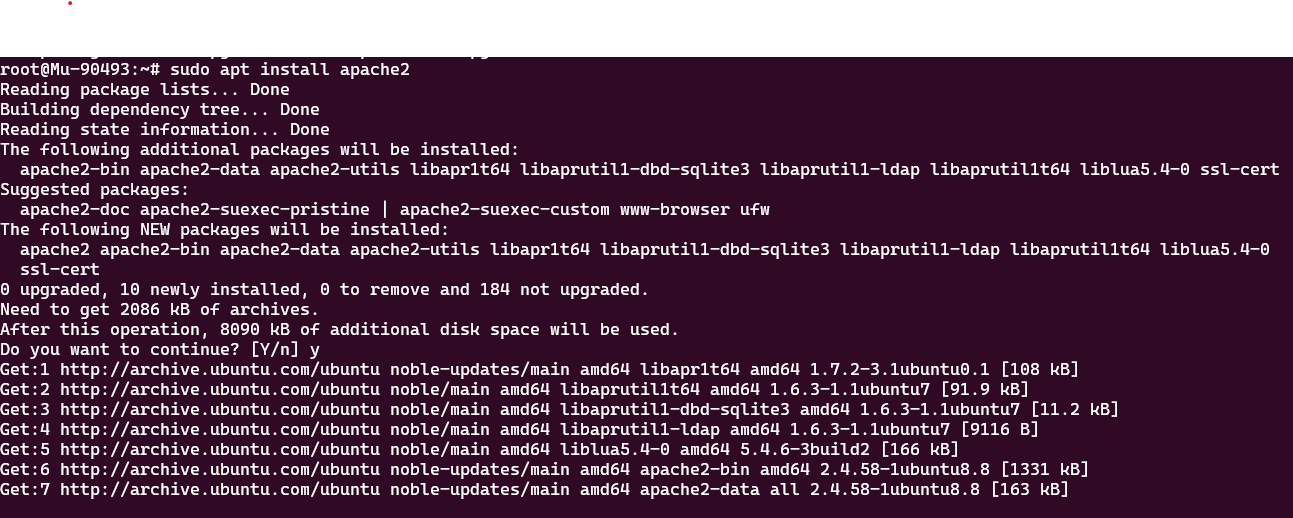 root@Mu-90493:~# sudo apt install apache2
Reading package lists... Done
Building dependency tree... Done
Reading state information... Done
The following additional packages will be installed:
  apache2-bin apache2-data apache2-utils libapr1t64 libaprutil1-dbd-sqlite3 libaprutil1-ldap libaprutil1t64 liblua5.4-0 ssl-cert
Suggested packages:
  apache2-doc apache2-suexec-pristine | apache2-suexec-custom www-browser ufw
The following NEW packages will be installed:
  apache2 apache2-bin apache2-data apache2-utils libapr1t64 libaprutil1-dbd-sqlite3 libaprutil1-ldap libaprutil1t64 liblua5.4-0
  ssl-cert
0 upgraded, 10 newly installed, 0 to remove and 184 not upgraded.
Need to get 2086 kB of archives.
After this operation, 8090 kB of additional disk space will be used.
Do you want to continue? [Y/n] y
Get:1 http://archive.ubuntu.com/ubuntu noble-updates/main amd64 libapr1t64 amd64 1.7.2-3.1ubuntu0.1 [108 kB]
Get:2 http://archive.ubuntu.com/ubuntu noble/main amd64 libaprutil1t64 amd64 1.6.3-1.1ubuntu7 [91.9 kB]
Get:3 http://archive.ubuntu.com/ubuntu noble/main amd64 libaprutil1-dbd-sqlite3 amd64 1.6.3-1.1ubuntu7 [11.2 kB]
Get:4 http://archive.ubuntu.com/ubuntu noble/main amd64 libaprutil1-ldap amd64 1.6.3-1.1ubuntu7 [9116 B]
Get:5 http://archive.ubuntu.com/ubuntu noble/main amd64 liblua5.4-0 amd64 5.4.6-3build2 [166 kB]
Get:6 http://archive.ubuntu.com/ubuntu noble-updates/main amd64 apache2-bin amd64 2.4.58-1ubuntu8.8 [1331 kB]
Get:7 http://archive.ubuntu.com/ubuntu noble-updates/main amd64 apache2-data all 2.4.58-1ubuntu8.8 [163 kB]